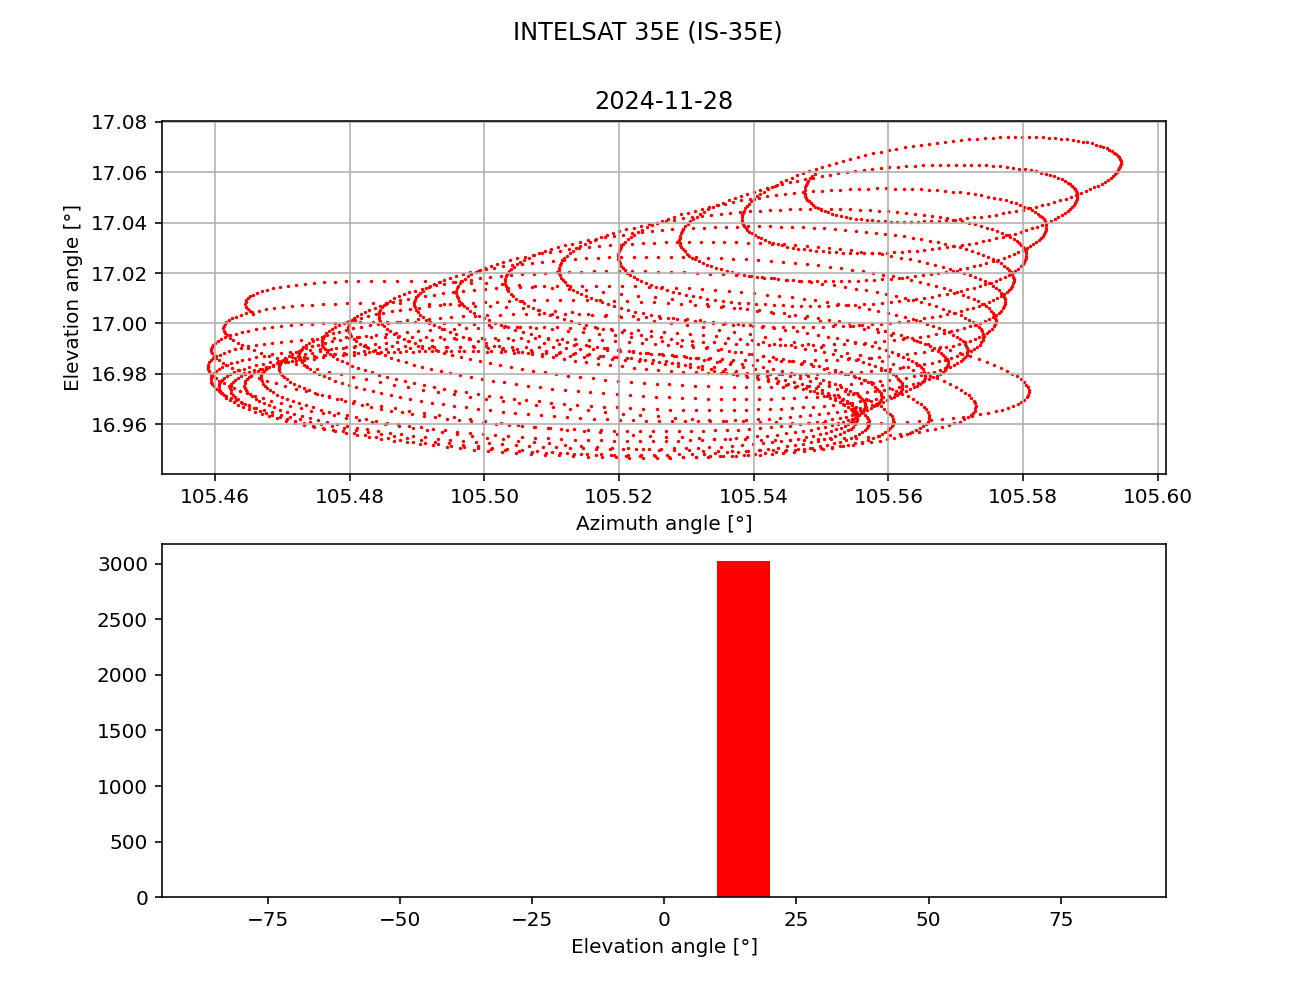 INTELSAT 35E (IS-35E)
2024-11-28
17.08
17.06
17.04
17.02
17.00
16.98
16.96
Elevation angle [°]
105.46 105.48 105.50 105.52 105.54 105.56 105.58 105.60
Azimuth angle [°]
3000
2500
2000
1500
1000
500
0
−75 −50 −25 0 25 50 75
Elevation angle [°]